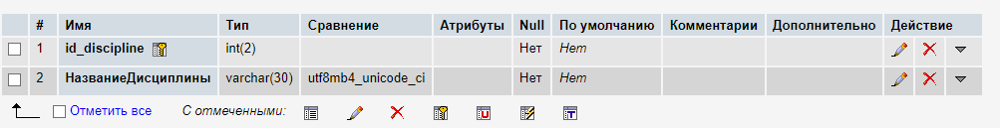 # Имя Тип Сравнение Атрибуты Null По умолчанию Комментарии Дополнительно Действие
1 id_discipline int(2) Нет Нет
2 НазваниеДисциплины varchar(30) utf8mb4_unicode_ci Нет Нет
Отметить все С отмеченными: